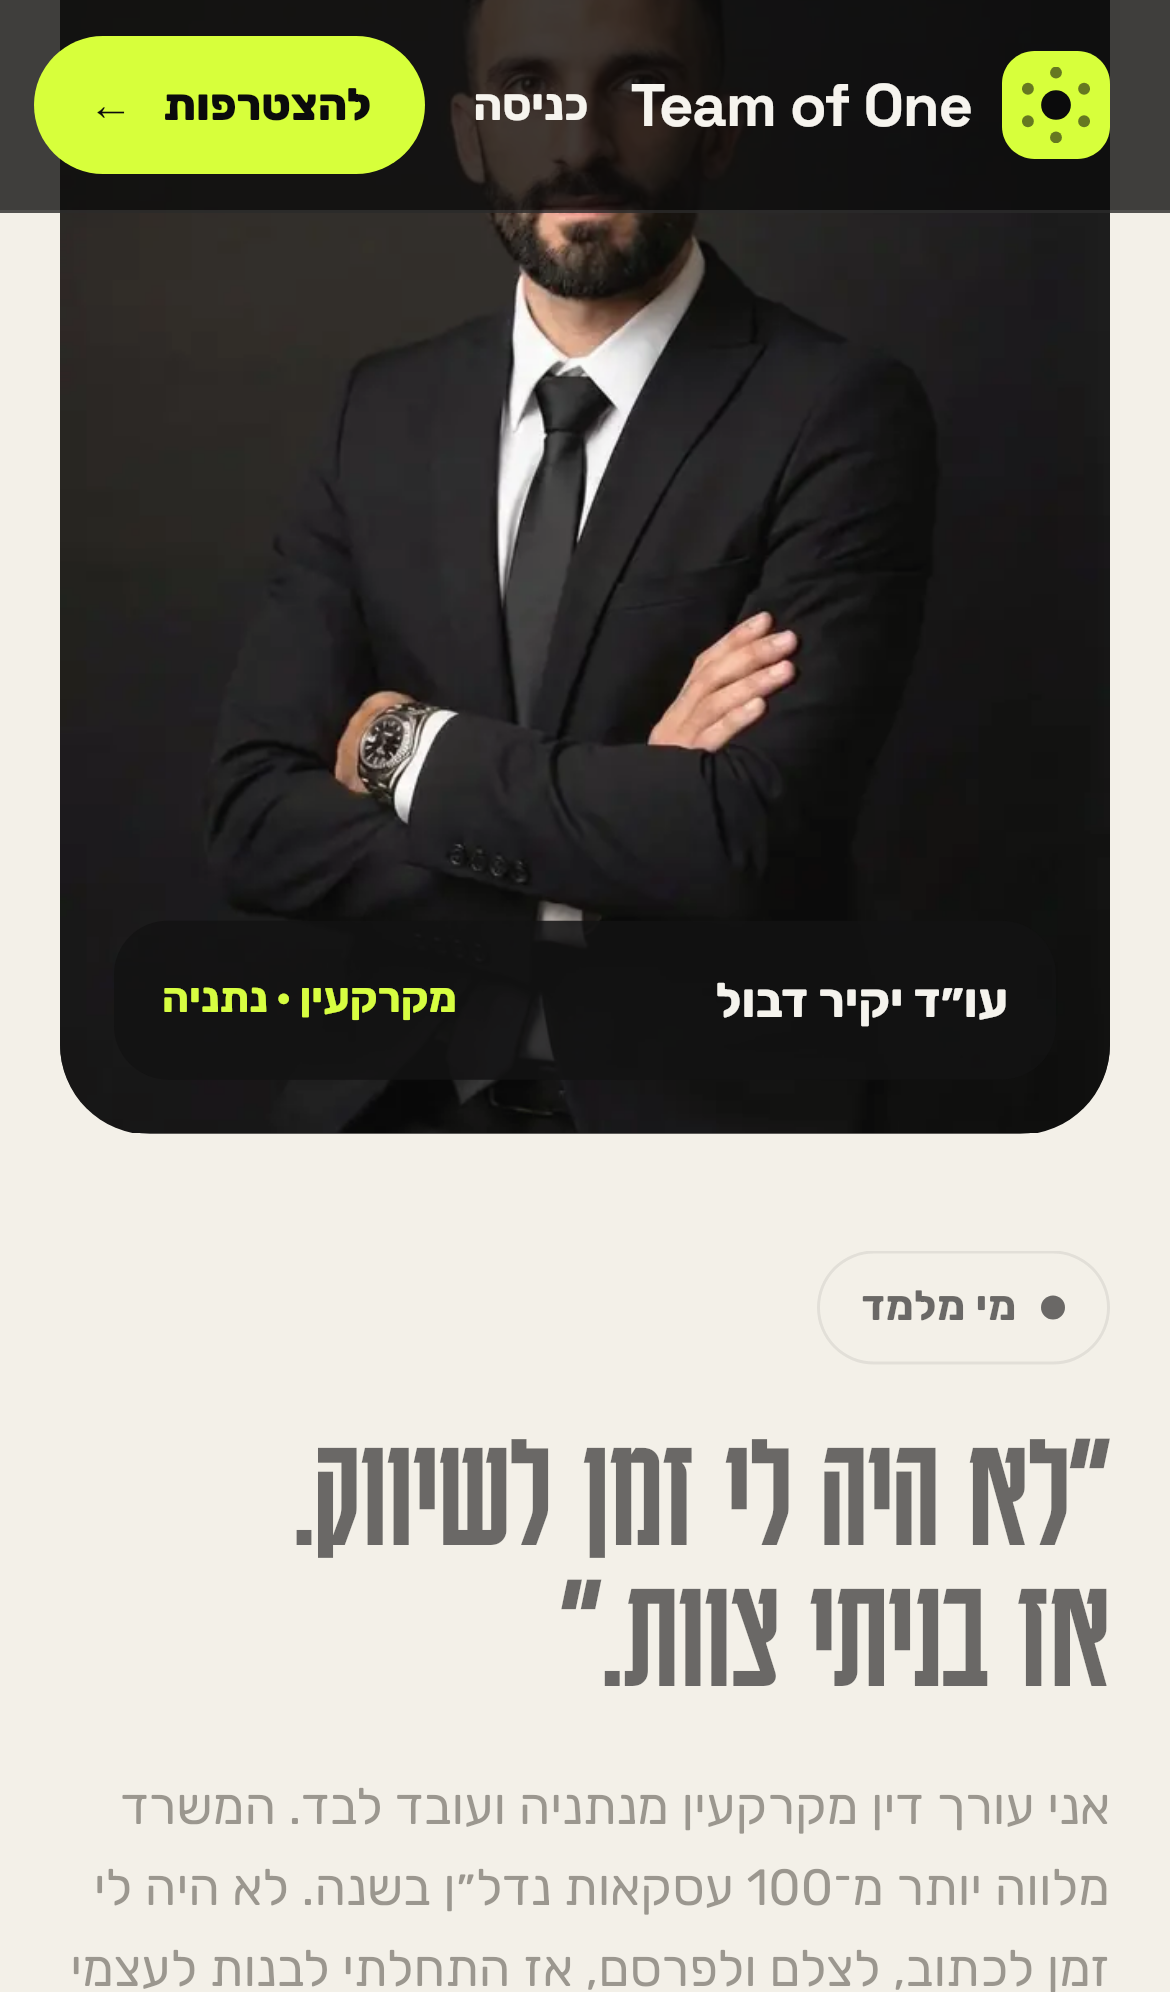 Team of One
כניסה
להצטרפות ←
עו״ד יקיר דבול
מקרקעין • נתניה
מי מלמד
״לא היה לי זמן לשיווק.
אז בניתי צוות.״
אני עורך דין מקרקעין מנתניה ועובד לבד. המשרד
מלווה יותר מ־100 עסקאות נדל״ן בשנה. לא היה לי
זמן לכתוב, לצלם ולפרסם, אז התחלתי לבנות לעצמי